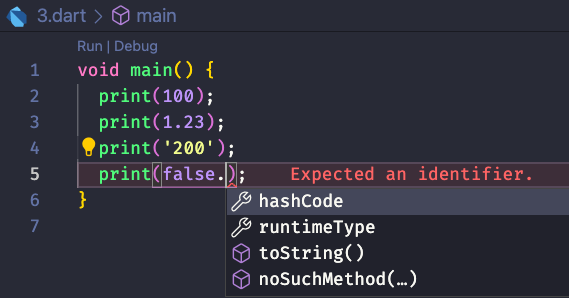 3.dart > main
Run | Debug
1 void main() {
2 print(100);
3 print(1.23);
4 print('200');
5 print(false.); Expected an identifier.
6 }
7
hashCode
runtimeType
toString()
noSuchMethod(…)